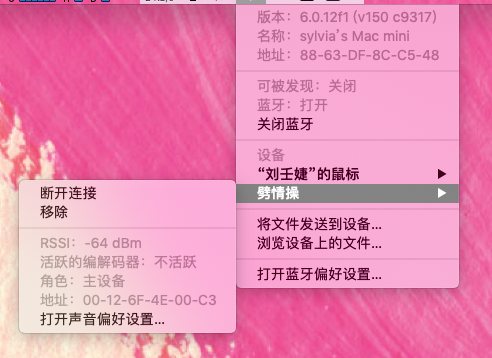 版本：6.0.12f1 (v150 c9317)
名称：sylvia's Mac mini
地址：88-63-DF-8C-C5-48
可被发现：关闭
蓝牙：打开
关闭蓝牙
设备
“刘壬婕”的鼠标
劈情操
将文件发送到设备...
浏览设备上的文件...
打开蓝牙偏好设置...
断开连接
移除
RSSI：-64 dBm
活跃的编解码器：不活跃
角色：主设备
地址：00-12-6F-4E-00-C3
打开声音偏好设置...